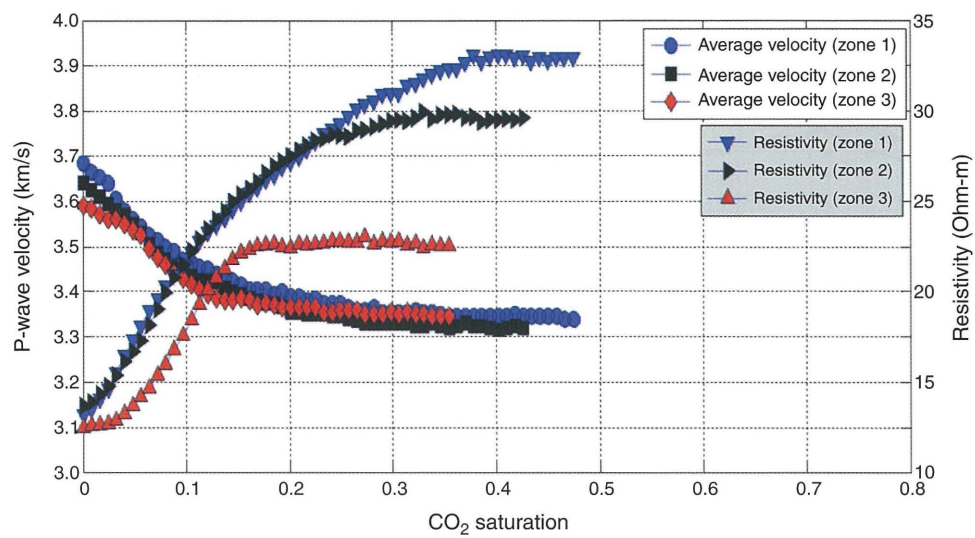 4.0
3.9
3.8
3.7
3.6
3.5
3.4
3.3
3.2
3.1
3.0
P-wave velocity (km/s)
35
30
25
20
15
10
Resistivity (Ohm-m)
Average velocity (zone 1)
Average velocity (zone 2)
Average velocity (zone 3)
Resistivity (zone 1)
Resistivity (zone 2)
Resistivity (zone 3)
0 0.1 0.2 0.3 0.4 0.5 0.6 0.7 0.8
CO₂ saturation